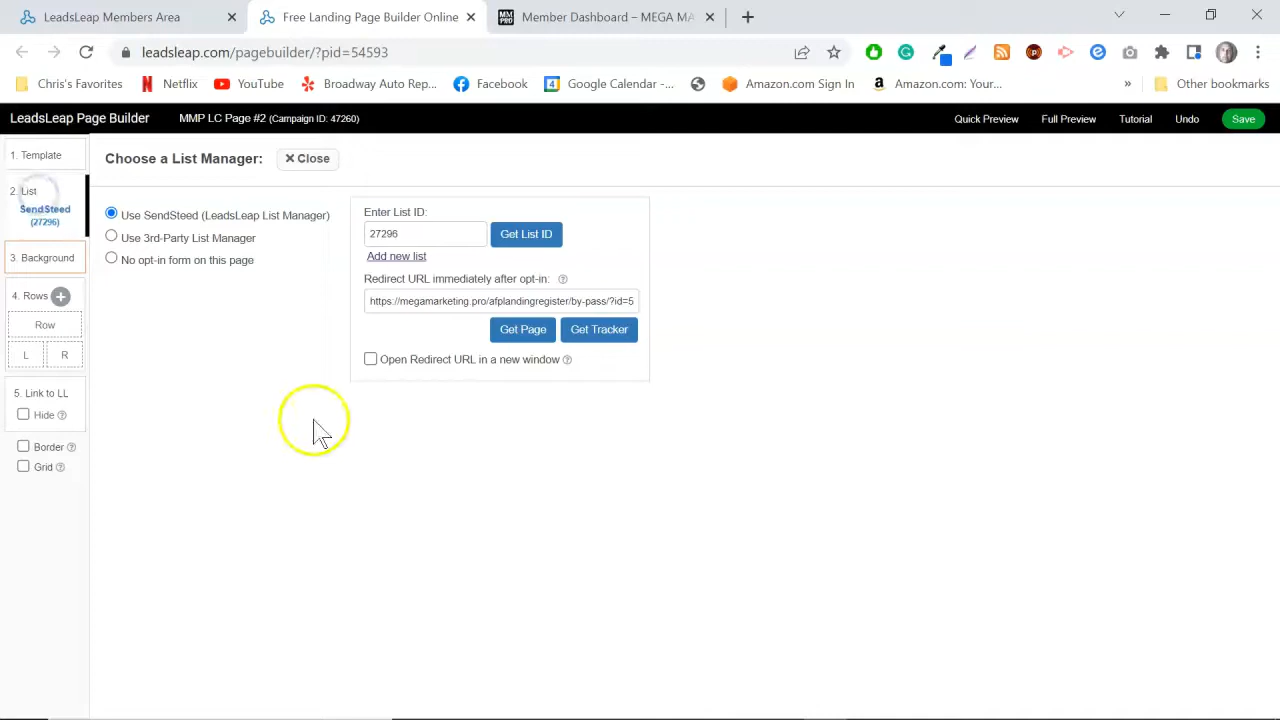 LeadsLeap Members Area
Free Landing Page Builder Online
Member Dashboard – MEGA MA
leadsleap.com/pagebuilder/?pid=54593
Chris's Favorites
Netflix
YouTube
Broadway Auto Rep...
Facebook
Google Calendar -...
Amazon.com Sign In
Amazon.com: Your...
»
Other bookmarks
LeadsLeap Page Builder
MMP LC Page #2 (Campaign ID: 47260)
Quick Preview
Full Preview
Tutorial
Undo
Save
1. Template
2. List
SendSteed
(27296)
3. Background
4. Rows
Row
L
R
5. Link to LL
Hide
Border
Grid
Choose a List Manager:
Close
Use SendSteed (LeadsLeap List Manager)
Use 3rd-Party List Manager
No opt-in form on this page
Enter List ID:
27296
Get List ID
Add new list
Redirect URL immediately after opt-in:
https://megamarketing.pro/afplandingregister/by-pass/?id=5
Get Page
Get Tracker
Open Redirect URL in a new window